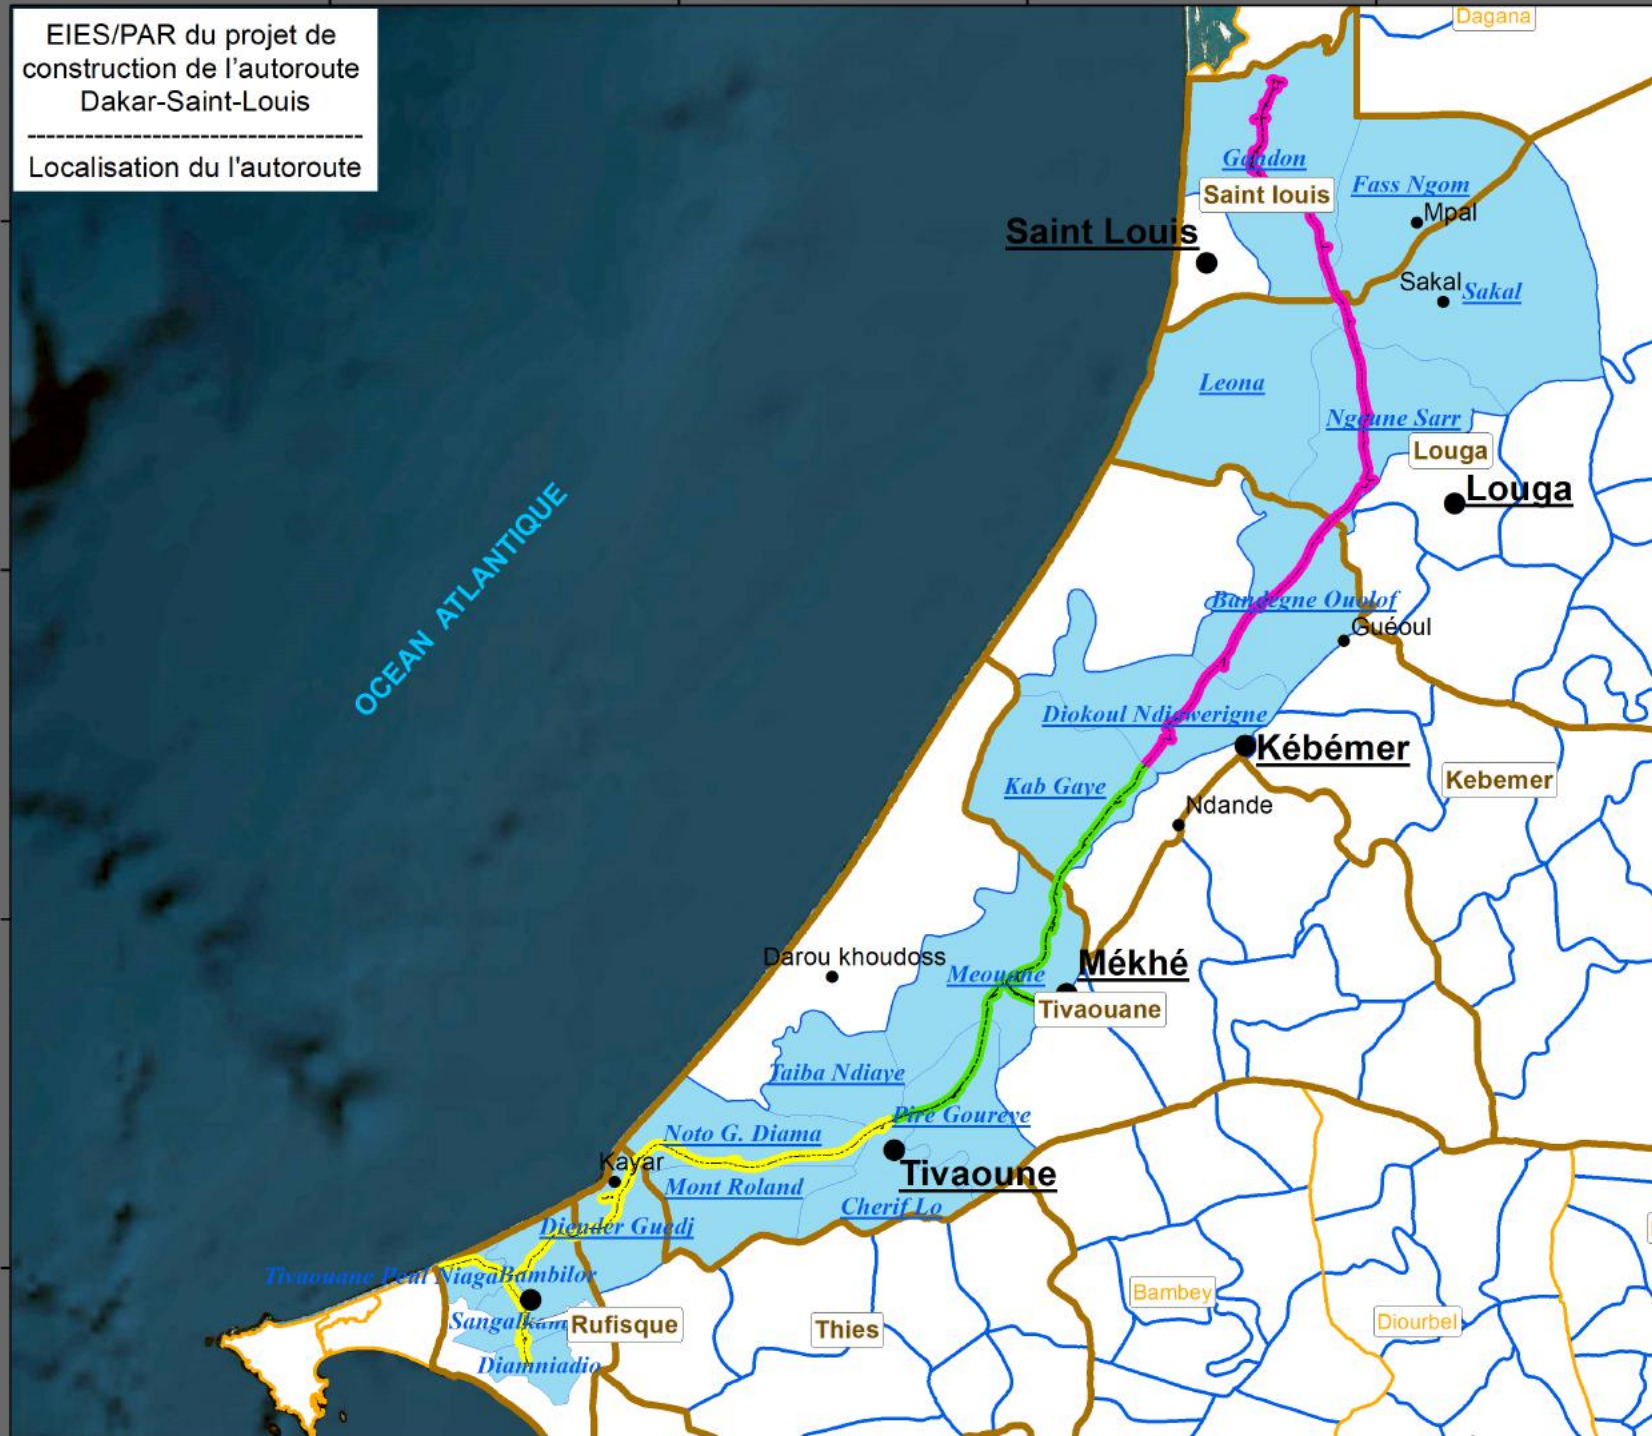 EIES/PAR du projet de
construction de l'autoroute
Dakar-Saint-Louis
-----------------------------------
Localisation du l'autoroute
Dagana
Gandon
Saint louis
Fass Ngom
Mpal
Saint Louis
Sakal
Sakal
Leona
Ngeune Sarr
Louga
Louga
OCEAN ATLANTIQUE
Bandegne Ouolof
Guéoul
Diokoul Ndiawerigne
Kébémer
Kab Gaye
Kebemer
Ndande
Darou khoudoss
Meouane
Mékhé
Tivaouane
Taiba Ndiaye
Pire Goureye
Noto G. Diama
Kayar
Tivaoune
Mont Roland
Cherif Lo
Diender Guedj
Tivaouane Peul Niaga
Bambilor
Bambey
Sangalkam
Rufisque
Thies
Diourbel
Diamniadio